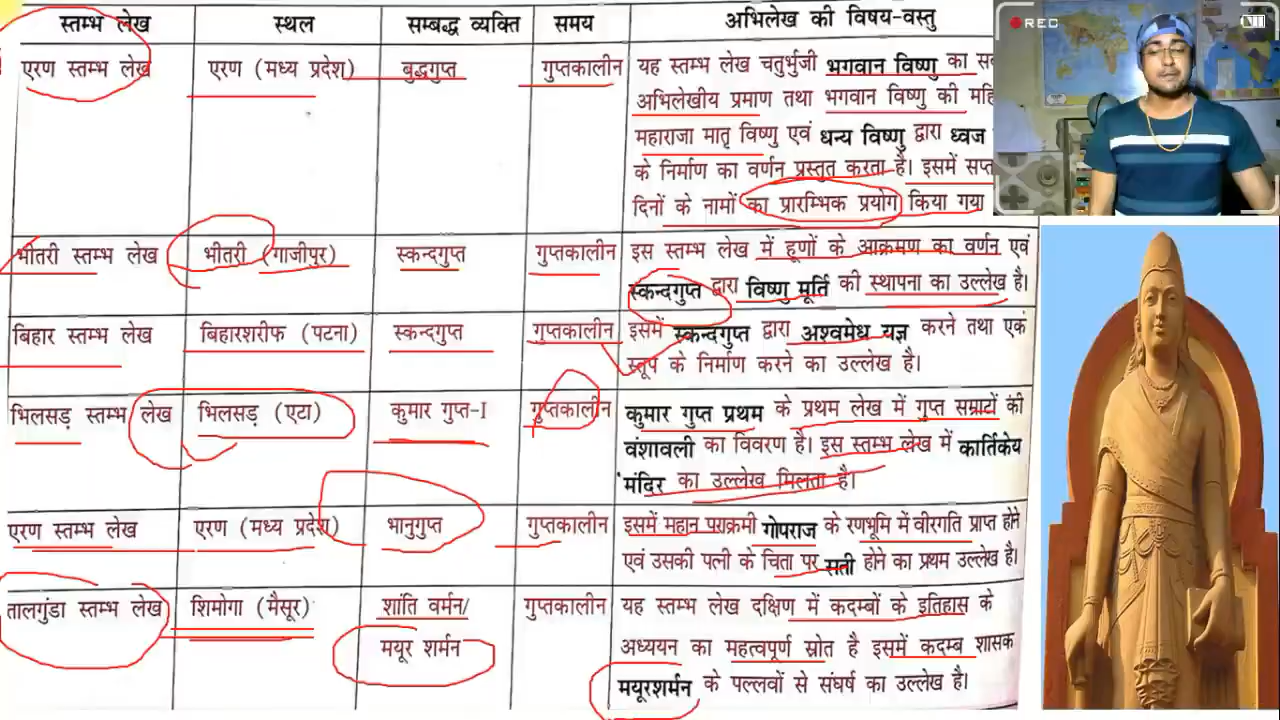 स्तम्भ लेख स्थल सम्बद्ध व्यक्ति समय अभिलेख की विषय-वस्तु
REC
एरण स्तम्भ लेख एरण (मध्य प्रदेश) बुद्धगुप्त गुप्तकालीन यह स्तम्भ लेख चतुर्भुजी भगवान विष्णु का
अभिलेखीय प्रमाण तथा भगवान विष्णु की
महाराजा मातृ विष्णु एवं धन्य विष्णु द्वारा ध्वज
के निर्माण का वर्णन प्रस्तुत करता है। इसमें
दिनों के नामों का प्रारम्भिक प्रयोग किया गया
भीतरी स्तम्भ लेख भीतरी (गाजीपुर) स्कन्दगुप्त गुप्तकालीन इस स्तम्भ लेख में हूणों के आक्रमण का वर्णन एवं
स्कन्दगुप्त द्वारा विष्णु मूर्ति की स्थापना का उल्लेख है।
बिहार स्तम्भ लेख बिहारशरीफ (पटना) स्कन्दगुप्त गुप्तकालीन इसमें स्कन्दगुप्त द्वारा अश्वमेध यज्ञ करने तथा एक
स्तूप के निर्माण करने का उल्लेख है।
भिलसड़ स्तम्भ लेख भिलसड़ (एटा) कुमार गुप्त-I गुप्तकालीन कुमार गुप्त प्रथम के प्रथम लेख में गुप्त सम्राटों की
वंशावली का विवरण है। इस स्तम्भ लेख में कार्तिकेय
मंदिर का उल्लेख मिलता है।
एरण स्तम्भ लेख एरण (मध्य प्रदेश) भानुगुप्त गुप्तकालीन इसमें महान पराक्रमी गोपराज के रणभूमि में वीरगति प्राप्त होने
एवं उसकी पत्नी के चिता पर सती होने का प्रथम उल्लेख है।
तालगुंडा स्तम्भ लेख शिमोगा (मैसूर) शांति वर्मन/ गुप्तकालीन यह स्तम्भ लेख दक्षिण में कदम्बों के इतिहास के
मयूर शर्मन अध्ययन का महत्वपूर्ण स्रोत है इसमें कदम्ब शासक
मयूरशर्मन के पल्लवों से संघर्ष का उल्लेख है।